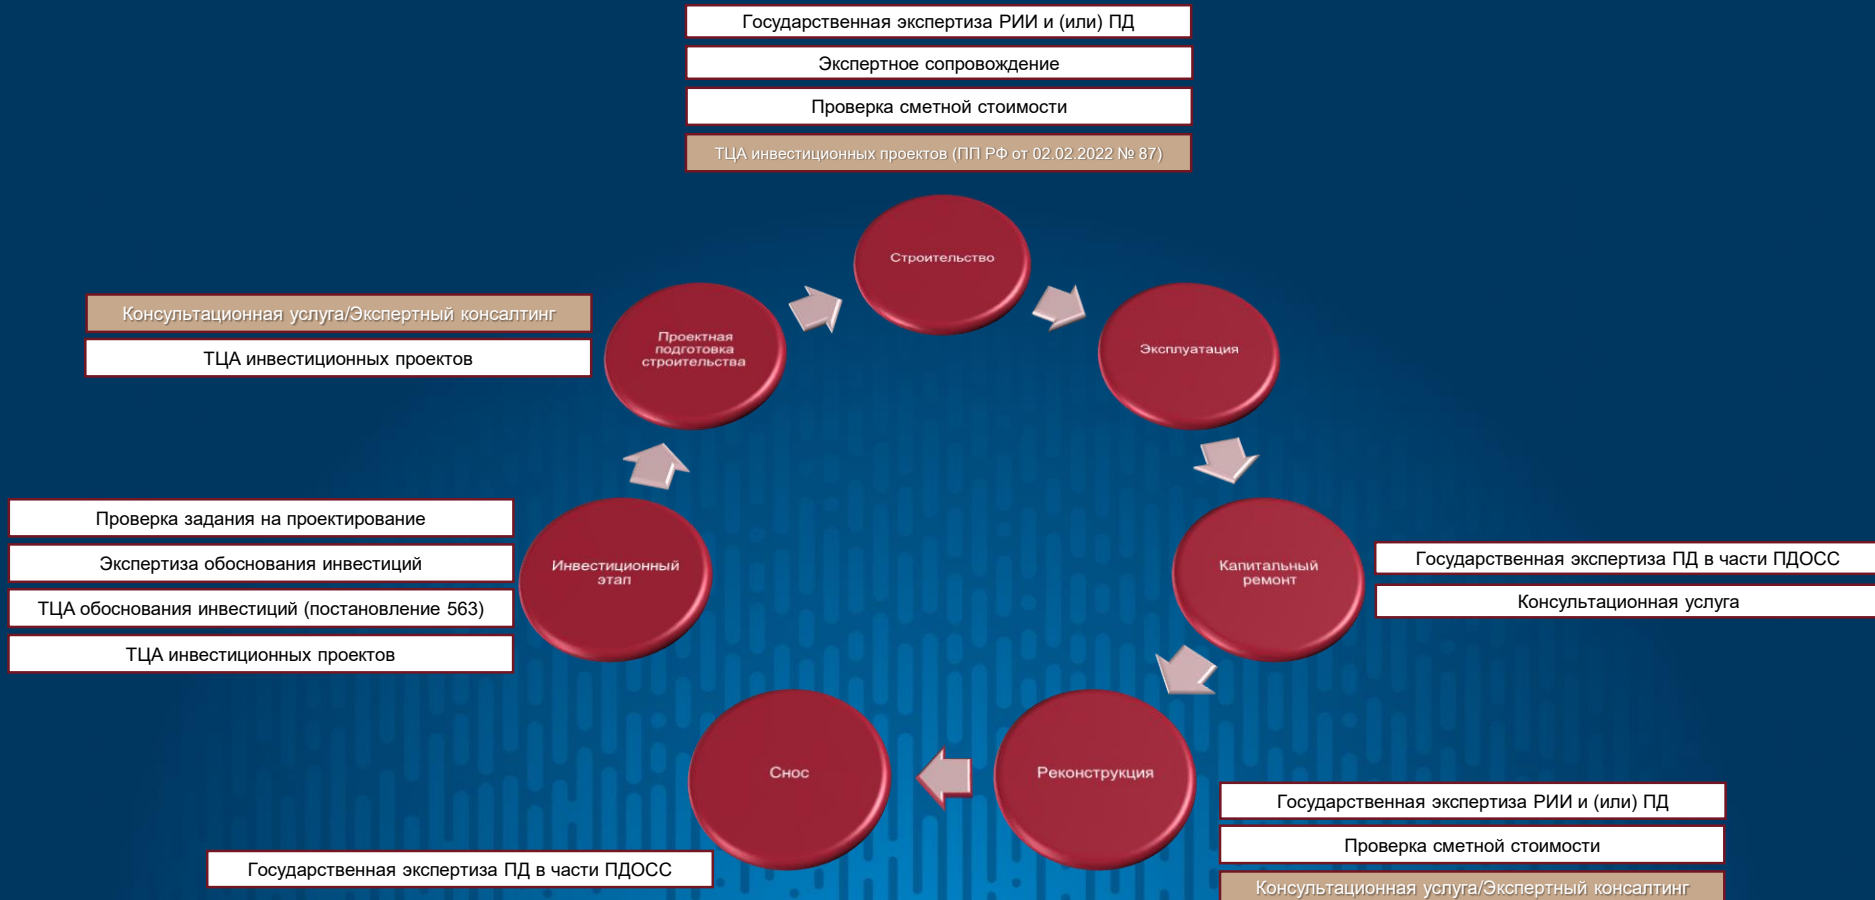 Государственная экспертиза РИИ и (или) ПД
Экспертное сопровождение
Проверка сметной стоимости
ТЦА инвестиционных проектов (ПП РФ от 02.02.2022 № 87)
Строительство
Консультационная услуга/Экспертный консалтинг
ТЦА инвестиционных проектов
Проектная
подготовка
строительства
Эксплуатация
Проверка задания на проектирование
Экспертиза обоснования инвестиций
ТЦА обоснования инвестиций (постановление 563)
ТЦА инвестиционных проектов
Инвестиционный
этап
Капитальный
ремонт
Государственная экспертиза ПД в части ПДОСС
Консультационная услуга
Снос
Реконструкция
Государственная экспертиза РИИ и (или) ПД
Проверка сметной стоимости
Консультационная услуга/Экспертный консалтинг
Государственная экспертиза ПД в части ПДОСС